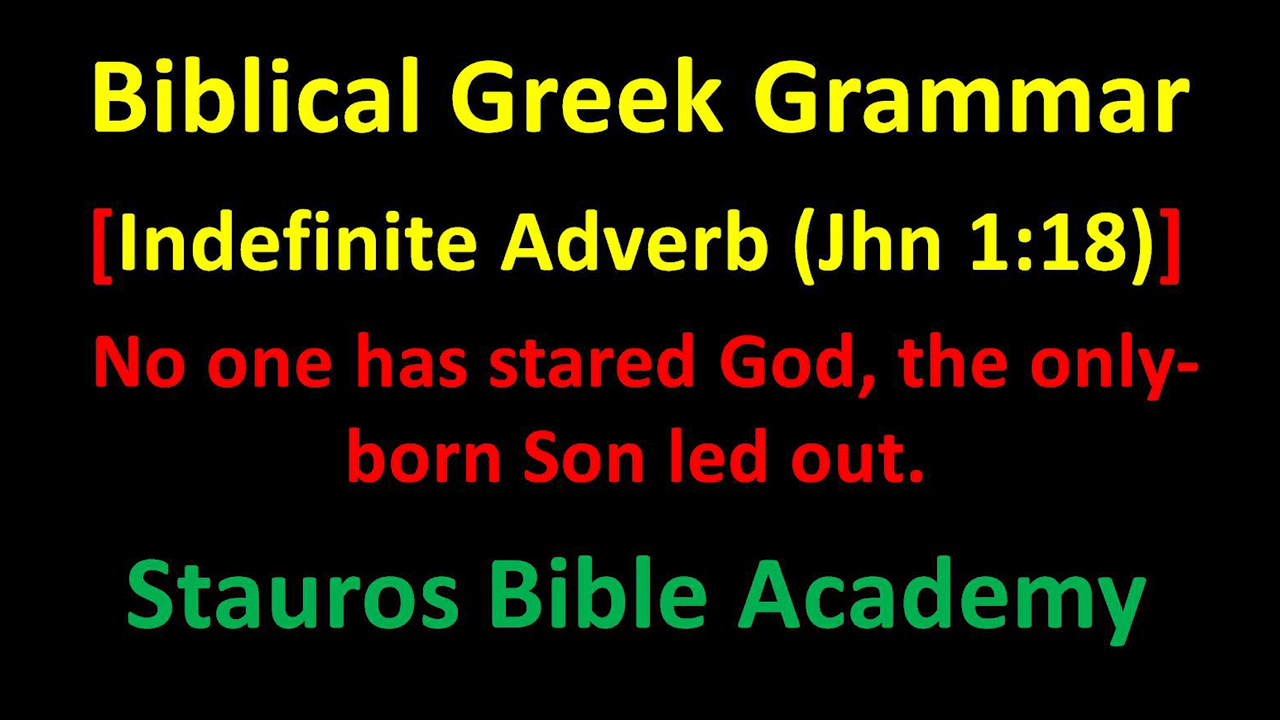 Biblical Greek Grammar
[Indefinite Adverb (Jhn 1:18)]
No one has stared God, the only-
born Son led out.
Stauros Bible Academy